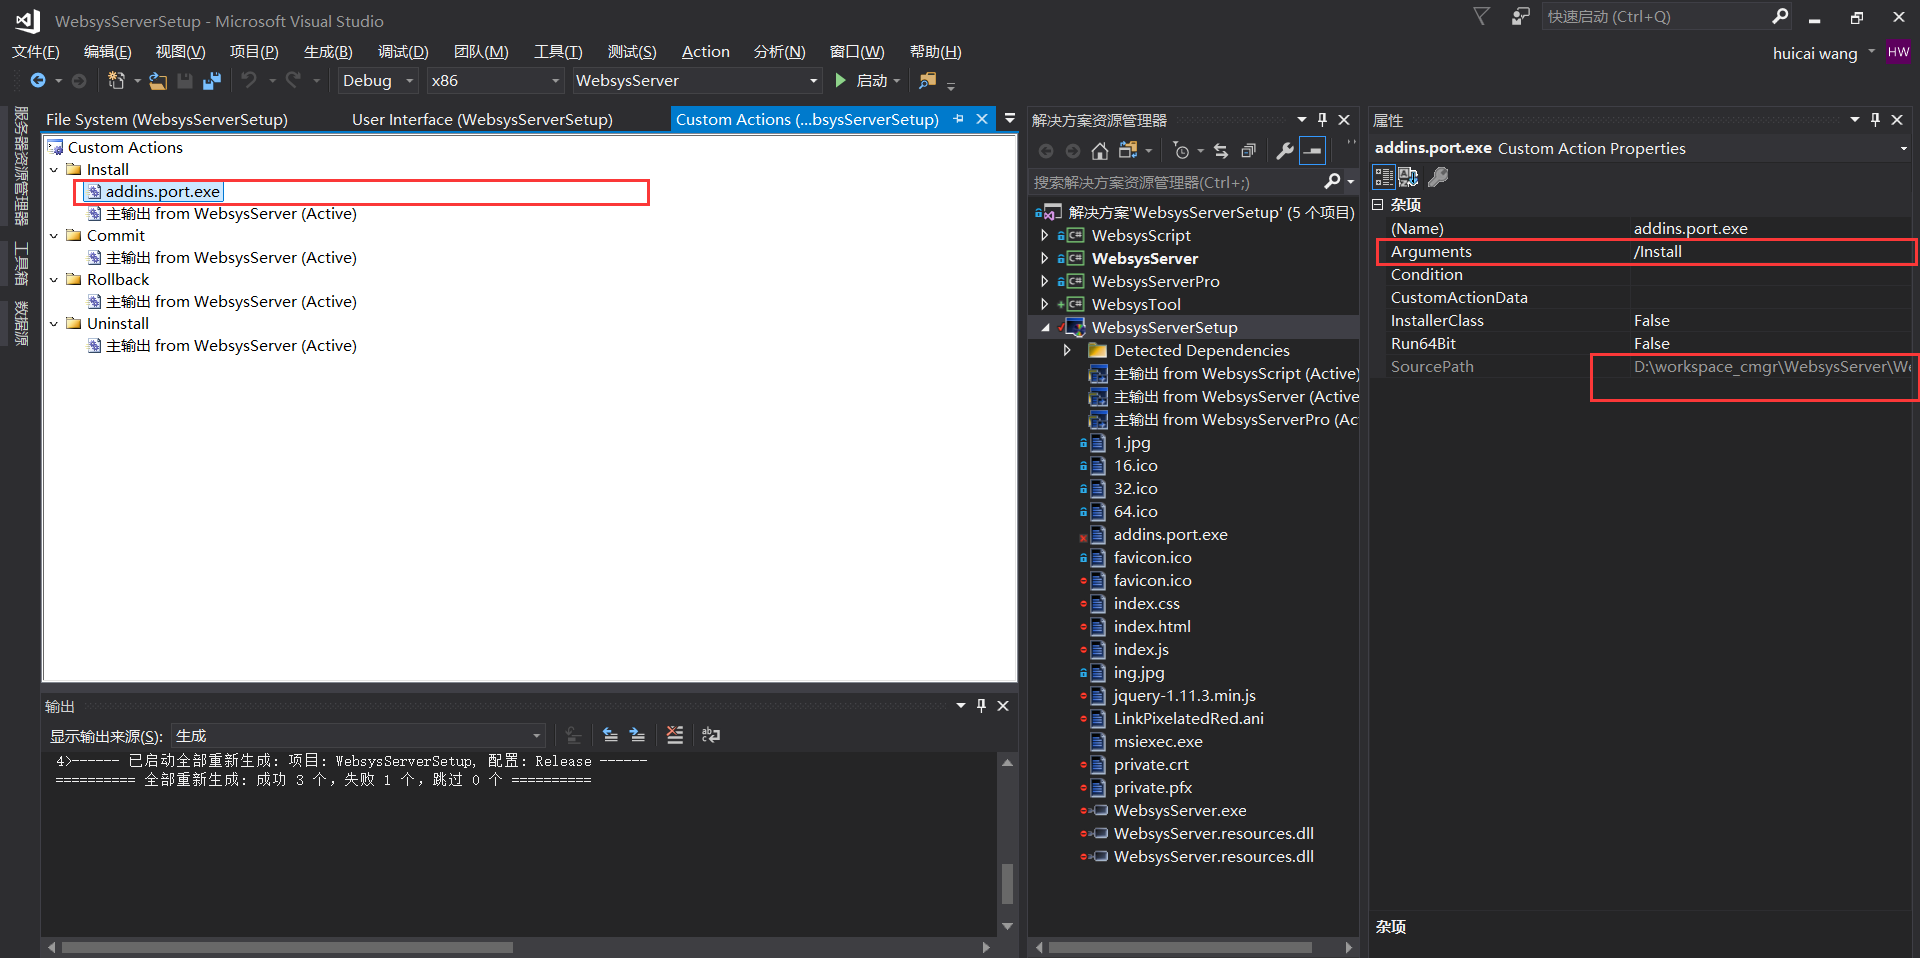 WebsysServerSetup - Microsoft Visual Studio
快速启动 (Ctrl+Q)
文件(F) 编辑(E) 视图(V) 项目(P) 生成(B) 调试(D) 团队(M) 工具(T) 测试(S) Action 分析(N) 窗口(W) 帮助(H)
huicai wang HW
Debug x86 WebsysServer 启动
服务器资源管理器
工具箱
数据源
File System (WebsysServerSetup) User Interface (WebsysServerSetup) Custom Actions (...bsysServerSetup)
Custom Actions
Install
addins.port.exe
主输出 from WebsysServer (Active)
Commit
主输出 from WebsysServer (Active)
Rollback
主输出 from WebsysServer (Active)
Uninstall
主输出 from WebsysServer (Active)
输出
显示输出来源(S): 生成
4>------ 已启动全部重新生成: 项目: WebsysServerSetup, 配置: Release ------
========== 全部重新生成: 成功 3 个，失败 1 个，跳过 0 个 ==========
解决方案资源管理器
搜索解决方案资源管理器(Ctrl+;)
解决方案'WebsysServerSetup' (5 个项目)
WebsysScript
WebsysServer
WebsysServerPro
WebsysTool
WebsysServerSetup
Detected Dependencies
主输出 from WebsysScript (Active)
主输出 from WebsysServer (Active
主输出 from WebsysServerPro (Ac
1.jpg
16.ico
32.ico
64.ico
addins.port.exe
favicon.ico
favicon.ico
index.css
index.html
index.js
ing.jpg
jquery-1.11.3.min.js
LinkPixelatedRed.ani
msiexec.exe
private.crt
private.pfx
WebsysServer.exe
WebsysServer.resources.dll
WebsysServer.resources.dll
属性
addins.port.exe Custom Action Properties
杂项
(Name) addins.port.exe
Arguments /Install
Condition
CustomActionData
InstallerClass False
Run64Bit False
SourcePath D:\workspace_cmgr\WebsysServer\We
杂项